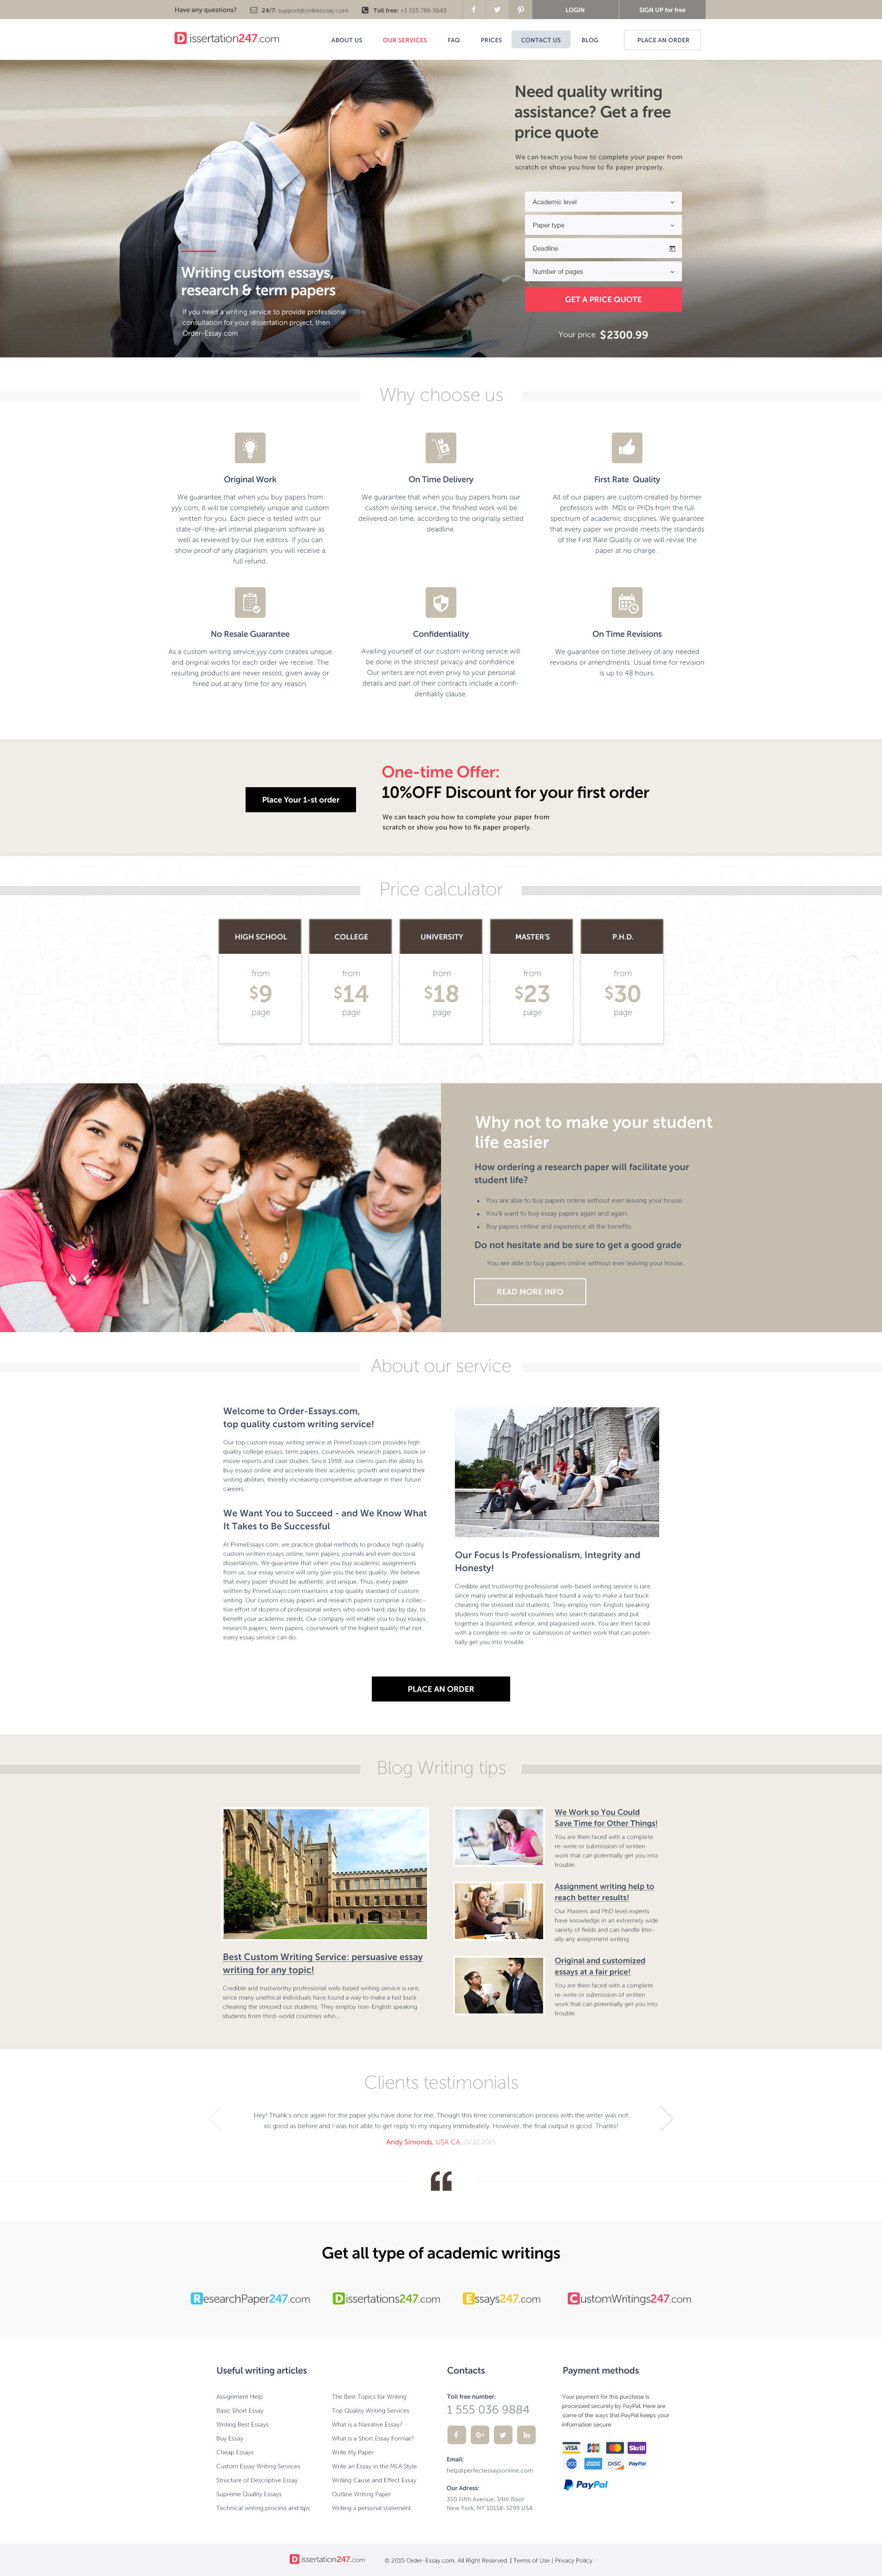 Have any questions?
24/7: support@orderessay.com
Toll free: +1 555 786 5643
LOGIN
SIGN UP for free
Dissertation247.com
ABOUT US
OUR SERVICES
FAQ
PRICES
CONTACT US
BLOG
PLACE AN ORDER
Writing custom essays,
research & term papers
If you need a writing service to provide professional
consultation for your dissertation project, then
Order-Essay.com
Need quality writing
assistance? Get a free
price quote
We can teach you how to complete your paper from
scratch or show you how to fix paper properly.
Academic level
Paper type
Deadline
Number of pages
GET A PRICE QUOTE
Your price $2300.99
Why choose us
Original Work
We guarantee that when you buy papers from
yyy.com, it will be completely unique and custom
written for you. Each piece is tested with our
state-of-the-art internal plagiarism software as
well as reviewed by our live editors. If you can
show proof of any plagiarism, you will receive a
full refund.
On Time Delivery
We guarantee that when you buy papers from our
custom writing service, the finished work will be
delivered on time, according to the originally settled
deadline.
First Rate Quality
All of our papers are custom created by former
professors with MDs or PhDs from the full
spectrum of academic disciplines. We guarantee
that every paper we provide meets the standards
of the First Rate Quality or we will revise the
paper at no charge .
No Resale Guarantee
As a custom writing service,yyy.com creates unique
and original works for each order we receive. The
resulting products are never resold, given away or
hired out at any time for any reason.
Confidentiality
Availing yourself of our custom writing service will
be done in the strictest privacy and confidence.
Our writers are not even privy to your personal
details and part of their contracts include a confi-
dentiality clause.
On Time Revisions
We guarantee on time delivery of any needed
revisions or amendments. Usual time for revision
is up to 48 hours.
Place Your 1-st order
One-time Offer:
10%OFF Discount for your first order
We can teach you how to complete your paper from
scratch or show you how to fix paper properly.
Price calculator
HIGH SCHOOL
from
$9
page
COLLEGE
from
$14
page
UNIVERSITY
from
$18
page
MASTER'S
from
$23
page
P.H.D.
from
$30
page
Why not to make your student
life easier
How ordering a research paper will facilitate your
student life?
You are able to buy papers online without ever leaving your house.
You'll want to buy essay papers again and again.
Buy papers online and experience all the benefits.
Do not hesitate and be sure to get a good grade
You are able to buy papers online without ever leaving your house.
READ MORE INFO
About our service
Welcome to Order-Essays.com,
top quality custom writing service!
Our top custom essay writing service at PrimeEssays.com provides high
quality college essays, term papers, coursework, research papers, book or
movie reports and case studies. Since 1998, our clients gain the ability to
buy essays online and accelerate their academic growth and expand their
writing abilities, thereby increasing competitive advantage in their future
careers.
We Want You to Succeed - and We Know What
It Takes to Be Successful
At PrimeEssays.com, we practice global methods to produce high quality
custom written essays online, term papers, journals and even doctoral
dissertations. We guarantee that when you buy academic assignments
from us, our essay service will only give you the best quality. We believe
that every paper should be authentic and unique. Thus, every paper
written by PrimeEssays.com maintains a top quality standard of custom
writing. Our custom essay papers and research papers comprise a collec-
tive effort of dozens of professional writers who work hard, day by day, to
benefit your academic needs. Our company will enable you to buy essays,
research papers, term papers, coursework of the highest quality that not
every essay service can do.
Our Focus Is Professionalism, Integrity and
Honesty!
Credible and trustworthy professional web-based writing service is rare,
since many unethical individuals have found a way to make a fast buck
cheating the stressed out students. They employ non-English speaking
students from third-world countries who search databases and put
together a disjointed, inferior, and plagiarized work. You are then faced
with a complete re-write or submission of written work that can poten-
tially get you into trouble.
PLACE AN ORDER
Blog Writing tips
Best Custom Writing Service: persuasive essay
writing for any topic!
Credible and trustworthy professional web-based writing service is rare,
since many unethical individuals have found a way to make a fast buck
cheating the stressed out students. They employ non-English speaking
students from third-world countries who...
We Work so You Could
Save Time for Other Things!
You are then faced with a complete
re-write or submission of written
work that can potentially get you into
trouble.
Assignment writing help to
reach better results!
Our Masters and PhD level experts
have knowledge in an extremely wide
variety of fields and can handle liter-
ally any assignment writing.
Original and customized
essays at a fair price!
You are then faced with a complete
re-write or submission of written
work that can potentially get you into
trouble.
Clients testimonials
Hey! Thank's once again for the paper you have done for me. Though this time comminication process with the writer was not
so good as before and I was not able to get reply to my inquery immideately. However, the final output is good. Thanks!
Andy Simonds, USA CA, 20.12.2015
Get all type of academic writings
ResearchPaper247.com
Dissertations247.com
Essays247.com
CustomWritings247.com
Useful writing articles
Assignment Help
Basic Short Essay
Writing Best Essays
Buy Essay
Cheap Essays
Custom Essay Writing Services
Structure of Descriptive Essay
Supreme Quality Essays
Technical writing process and tips
The Best Topics for Writing
Top Quality Writing Services
What is a Narrative Essay?
What is a Short Essay Format?
Write My Paper
Write an Essay in the MLA Style
Writing Cause and Effect Essay
Outline Writing Paper
Writing a personal statement
Contacts
Toll free number:
1 555 036 9884
Email:
help@perfectessaysonline.com
Our Adress:
350 Fifth Avenue, 34th floor
New York, NY 10118-3299 USA
Payment methods
Your payment for this purchase is
processed securely by PayPal. Here are
some of the ways that PayPal keeps your
information secure
VISA
JCB
MasterCard
Skrill
2CO
DISC
PayPal
PayPal
Dissertation247.com
© 2015 Order-Essay.com. All Right Reserved. | Terms of Use | Privacy Policy